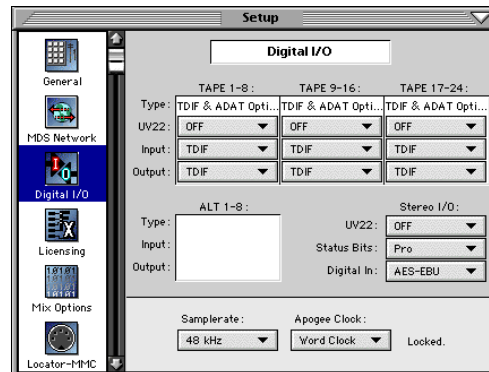 Setup
Digital I/O
General
MDS Network
Digital I/O
Licensing
Mix Options
Locator-MMC
TAPE 1-8: TAPE 9-16: TAPE 17-24:
Type: TDIF & ADAT Opti... TDIF & ADAT Opti... TDIF & ADAT Opti...
UV22: OFF OFF OFF
Input: TDIF TDIF TDIF
Output: TDIF TDIF TDIF
ALT 1-8:
Type:
Input:
Output:
Stereo I/O:
UV22: OFF
Status Bits: Pro
Digital In: AES-EBU
Samplerate: Apogee Clock:
48 kHz Word Clock Locked.